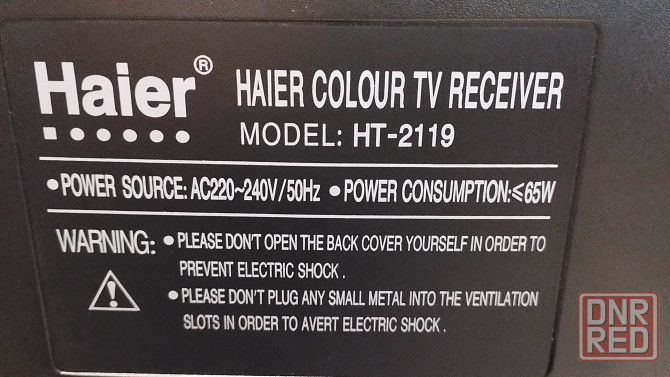 Haier®
HAIER COLOUR TV RECEIVER
MODEL: HT-2119
•POWER SOURCE: AC220~240V/50Hz •POWER CONSUMPTION:≤65W
WARNING: •PLEASE DON'T OPEN THE BACK COVER YOURSELF IN ORDER TO
PREVENT ELECTRIC SHOCK.
•PLEASE DON'T PLUG ANY SMALL METAL INTO THE VENTILATION
SLOTS IN ORDER TO AVERT ELECTRIC SHOCK.
DNR
RED